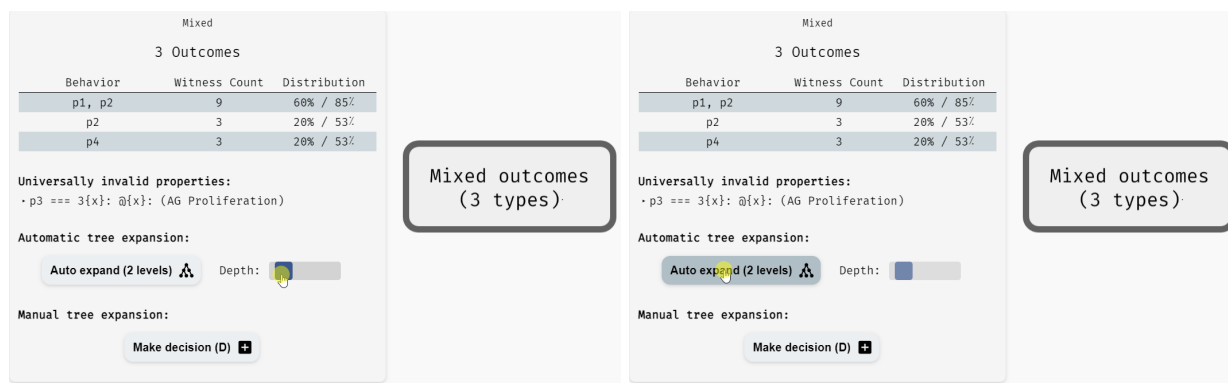 Mixed
3 Outcomes
Behavior Witness Count Distribution
p1, p2 9 60% / 85%
p2 3 20% / 53%
p4 3 20% / 53%
Universally invalid properties:
· p3 === 3{x}: @{x}: (AG Proliferation)
Automatic tree expansion:
Auto expand (2 levels) Depth:
Manual tree expansion:
Make decision (D)
Mixed outcomes
(3 types)
Mixed
3 Outcomes
Behavior Witness Count Distribution
p1, p2 9 60% / 85%
p2 3 20% / 53%
p4 3 20% / 53%
Universally invalid properties:
· p3 === 3{x}: @{x}: (AG Proliferation)
Automatic tree expansion:
Auto expand (2 levels) Depth:
Manual tree expansion:
Make decision (D)
Mixed outcomes
(3 types)